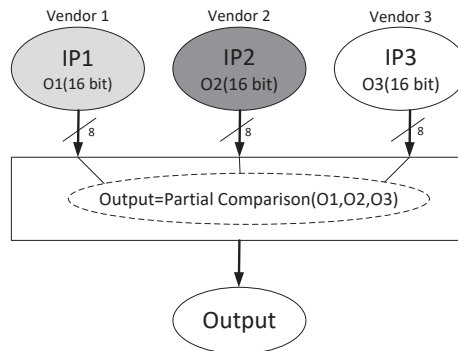 Vendor 1 Vendor 2 Vendor 3
IP1 IP2 IP3
O1(16 bit) O2(16 bit) O3(16 bit)
8 8 8
Output=Partial Comparison(O1,O2,O3)
Output